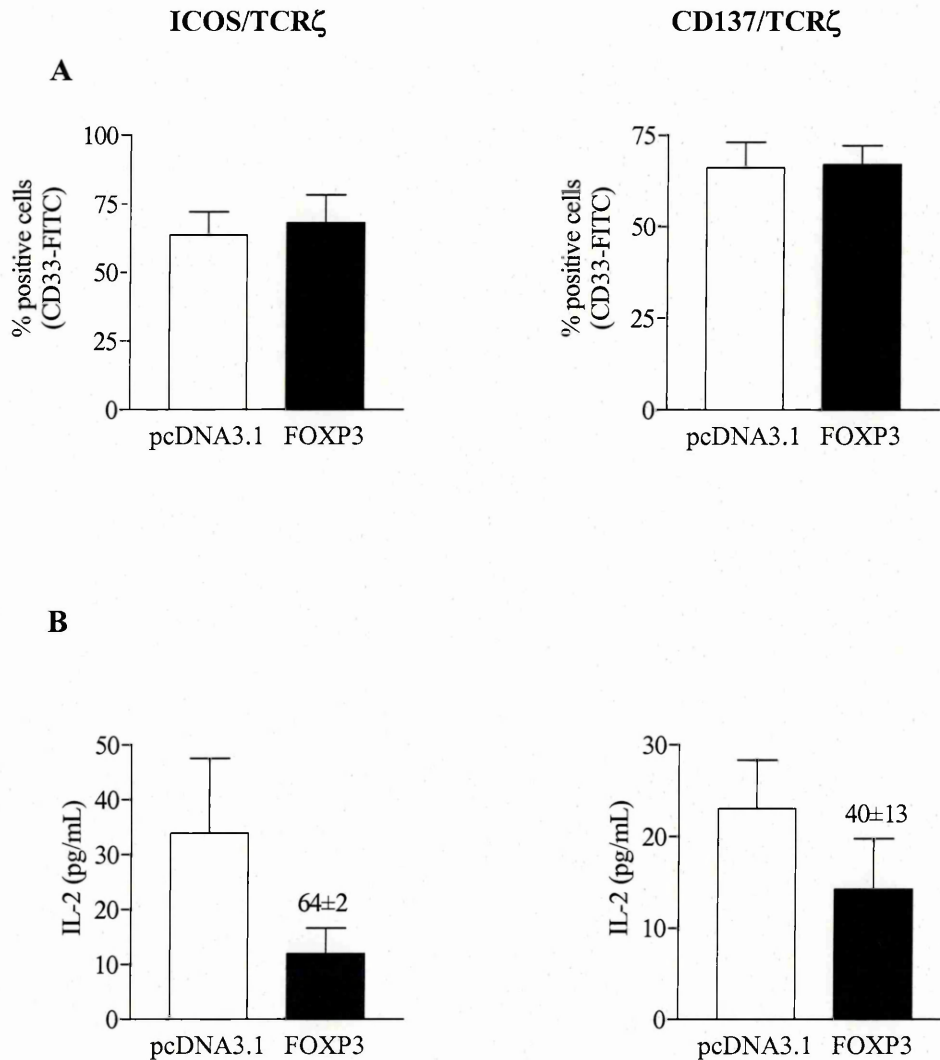 ICOS/TCRζ
CD137/TCRζ
A
% positive cells
(CD33-FITC)
100
75
50
25
0
pcDNA3.1 FOXP3
% positive cells
(CD33-FITC)
75
50
25
0
pcDNA3.1 FOXP3
B
IL-2 (pg/mL)
50
40
30
20
10
0
64±2
pcDNA3.1 FOXP3
IL-2 (pg/mL)
30
20
10
0
40±13
pcDNA3.1 FOXP3